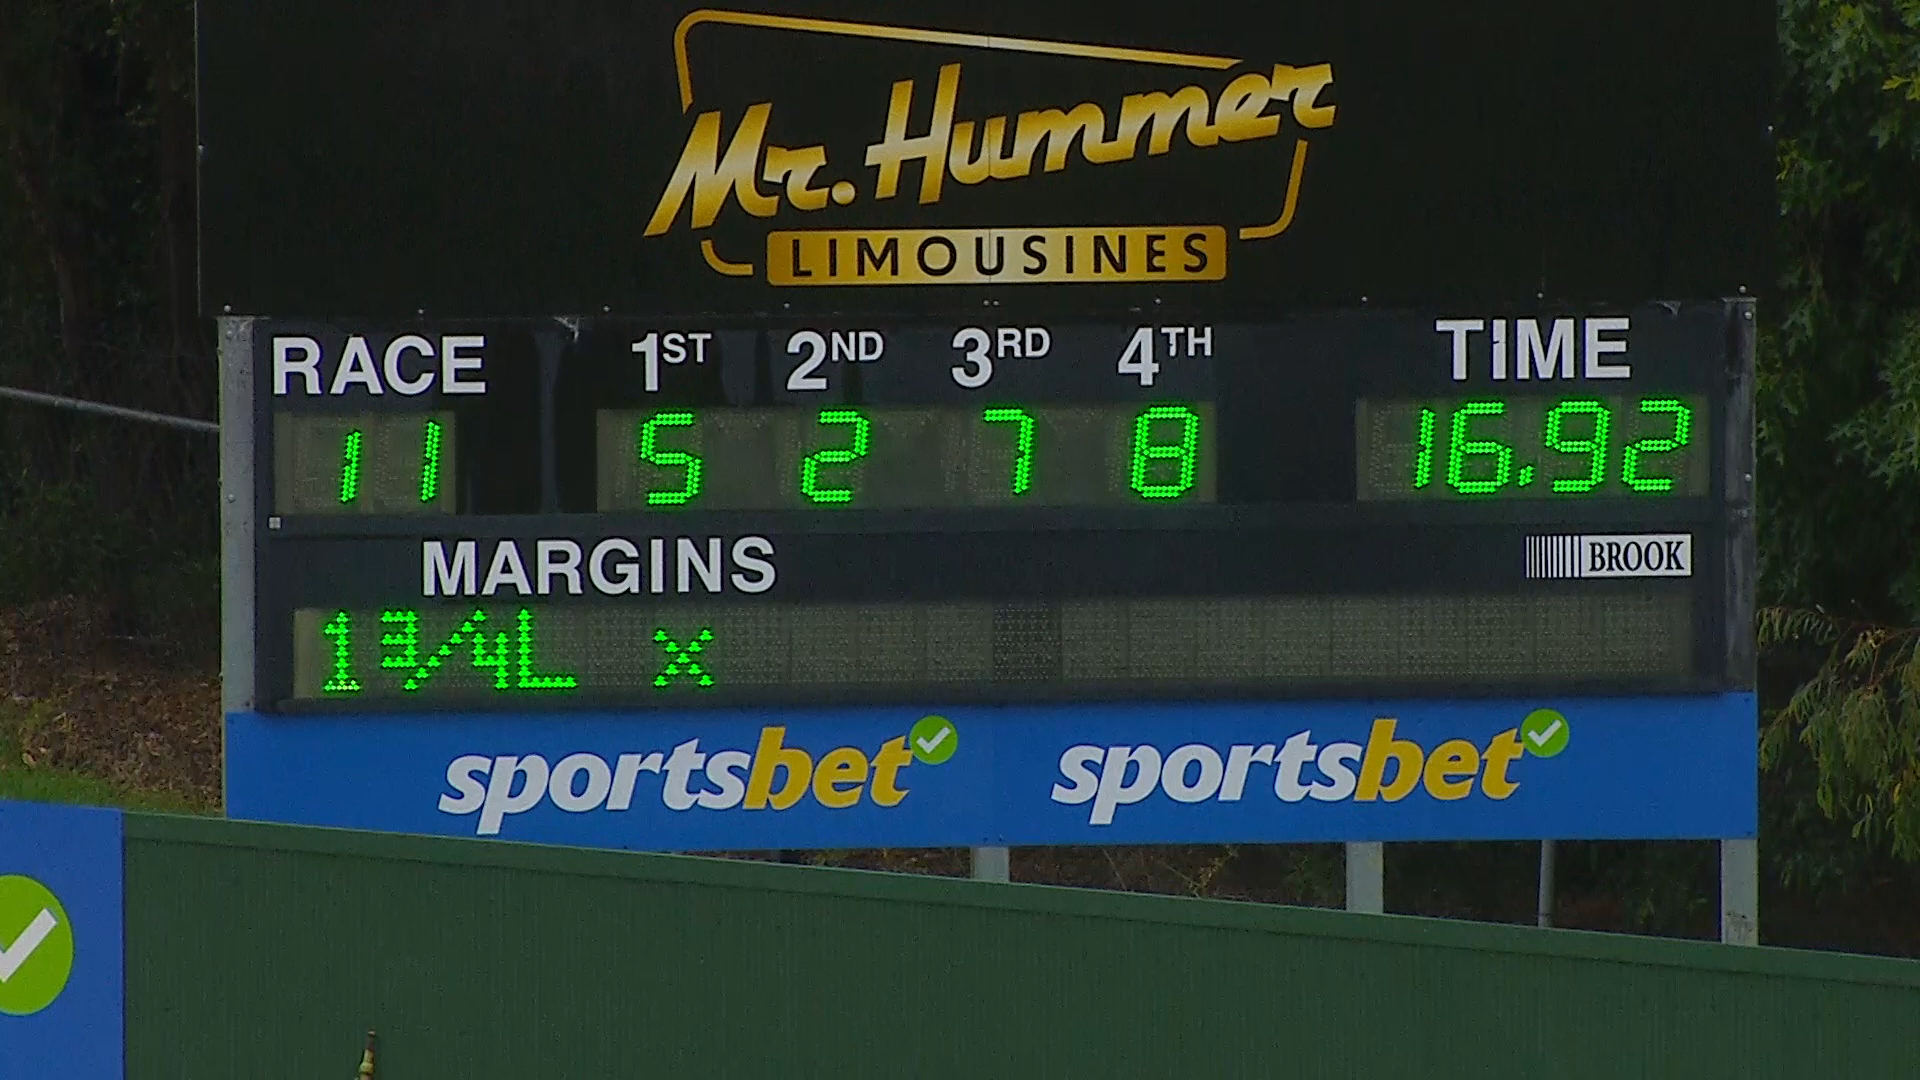 Mr. Hummer
LIMOUSINES
RACE 1ST 2ND 3RD 4TH TIME
11 5 2 7 8 16.92
MARGINS BROOK
1 3/4L x
sportsbet sportsbet